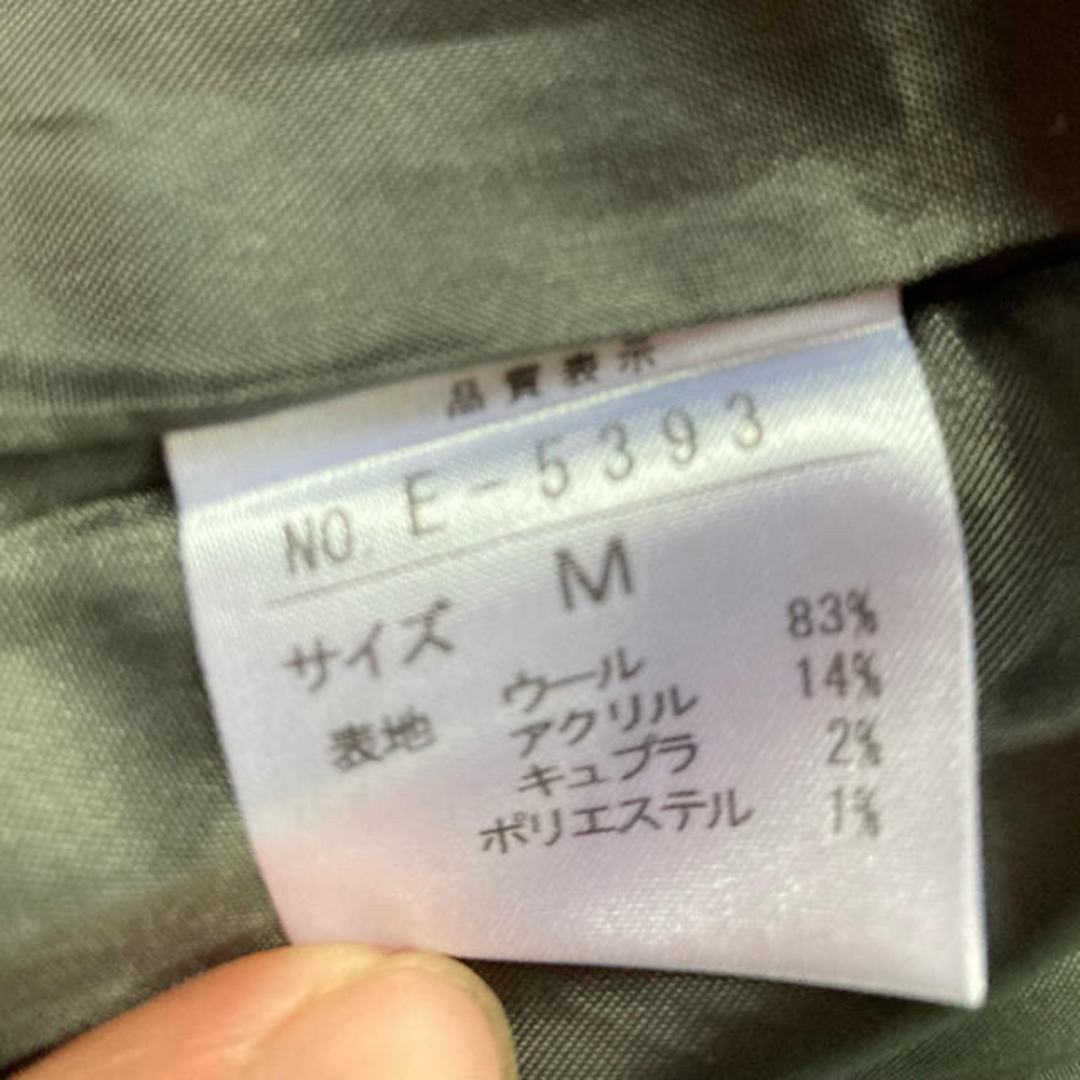 品質表示
NO. E-5393
サイズ M
表地 ウール 83%
アクリル 14%
キュプラ 2%
ポリエステル 1%